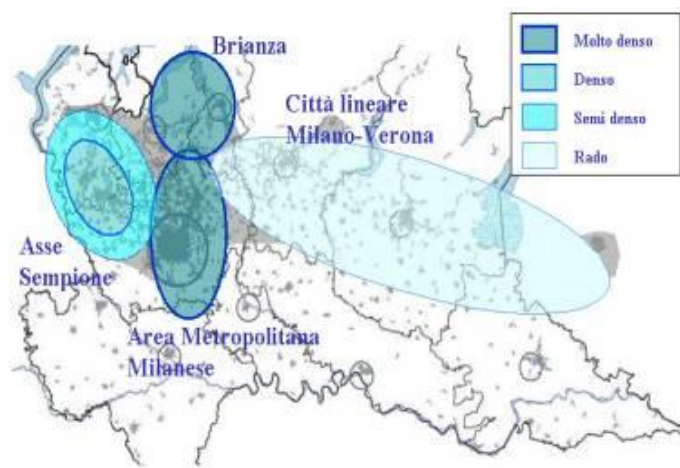 Brianza
Città lineare
Milano-Verona
Asse
Sempione
Area Metropolitana
Milanese
Molto denso
Denso
Semi denso
Rado